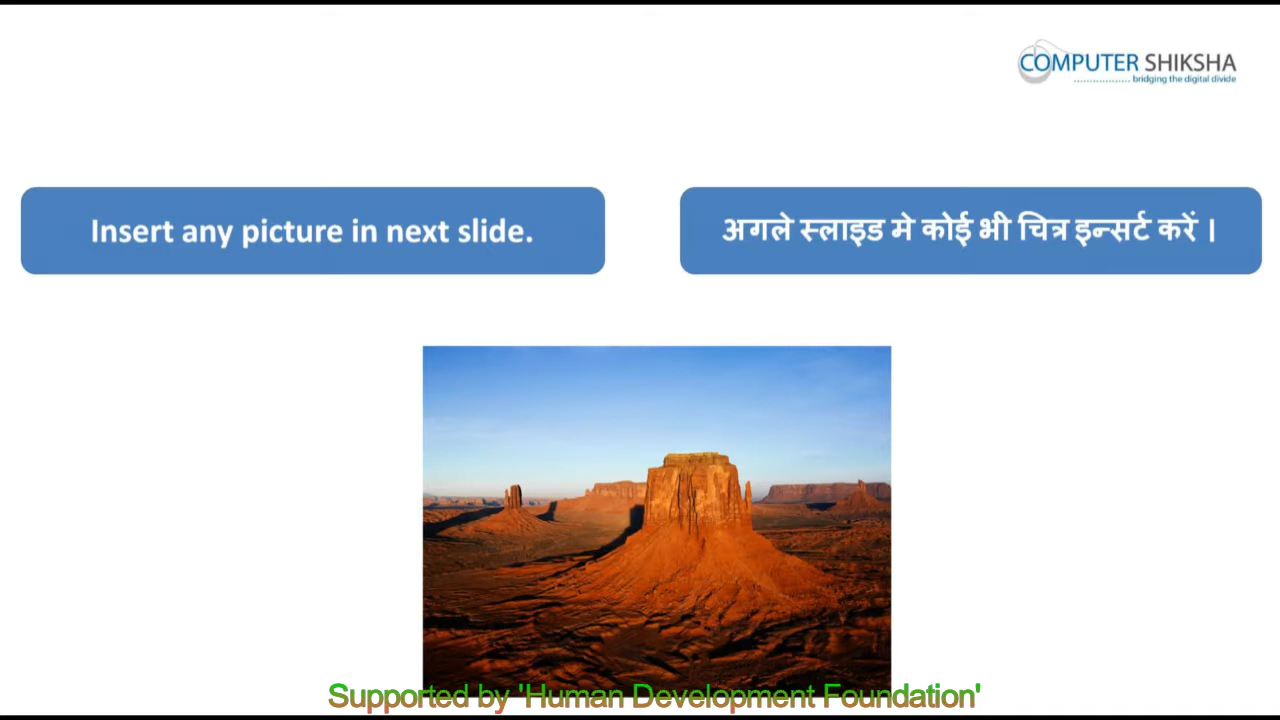 COMPUTER SHIKSHA
bridging the digital divide
Insert any picture in next slide.
अगले स्लाइड मे कोई भी चित्र इन्सर्ट करें ।
Supported by 'Human Development Foundation'